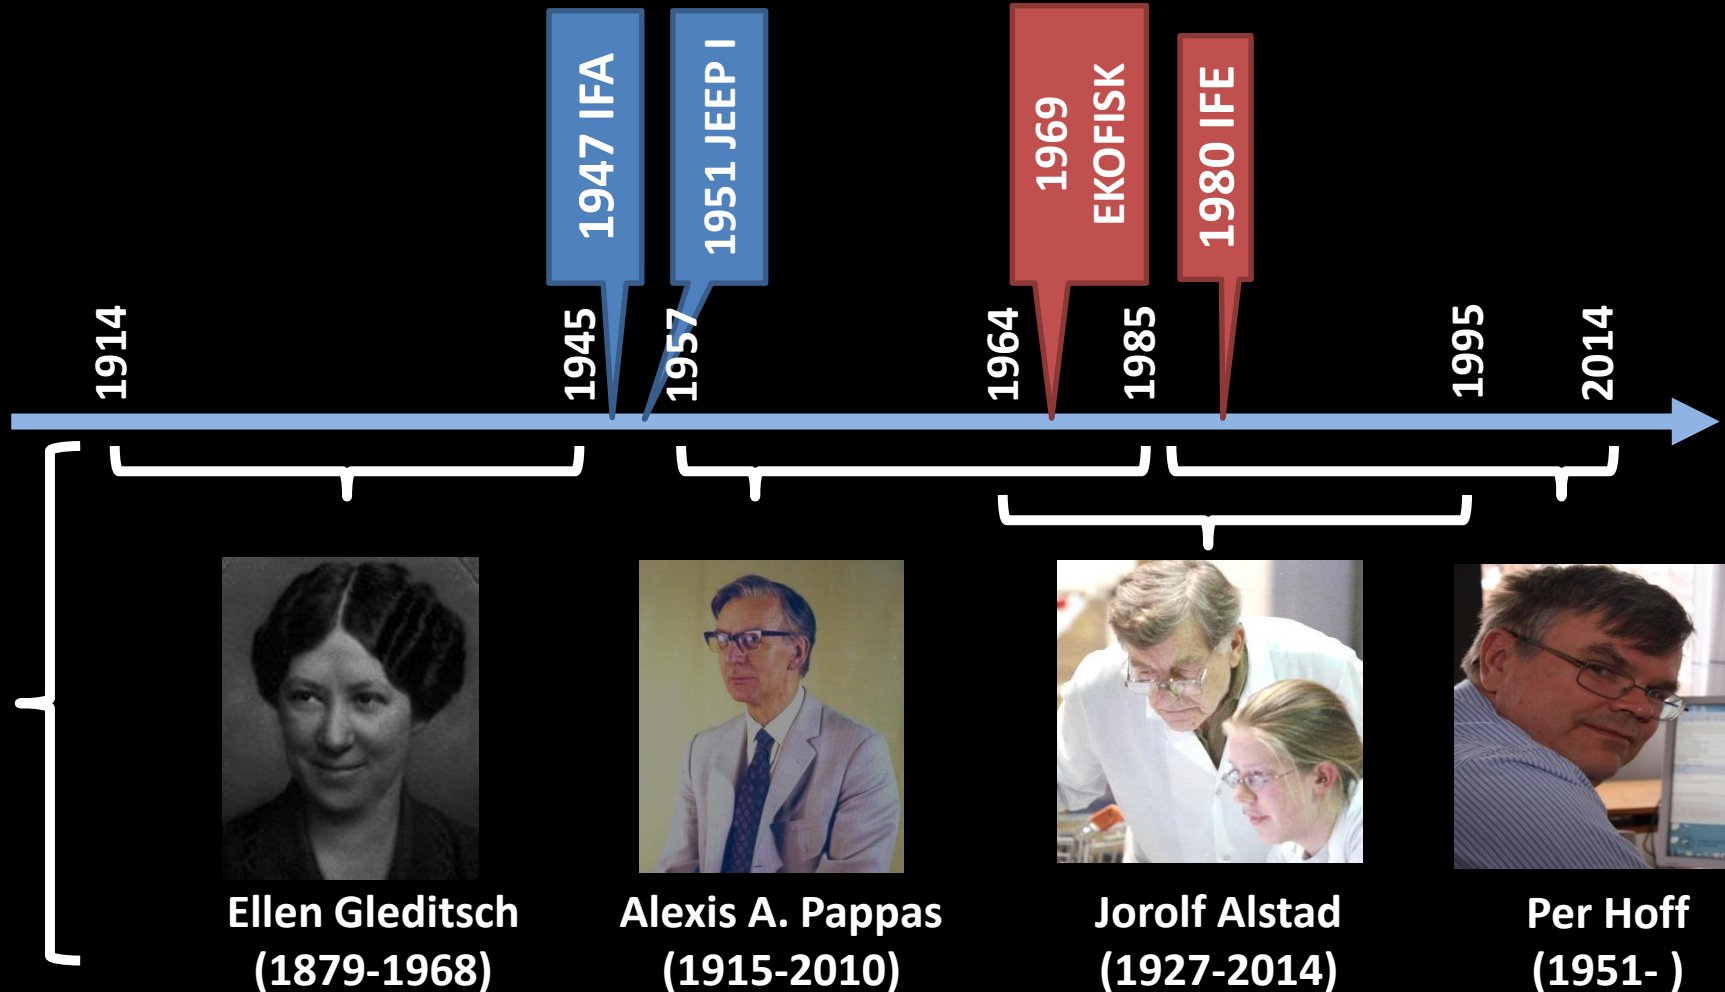 1947 IFA
1951 JEEP I
1969
EKOFISK
1980 IFE
1914
1945
1957
1964
1985
1995
2014
Ellen Gleditsch
(1879-1968)
Alexis A. Pappas
(1915-2010)
Jorolf Alstad
(1927-2014)
Per Hoff
(1951- )